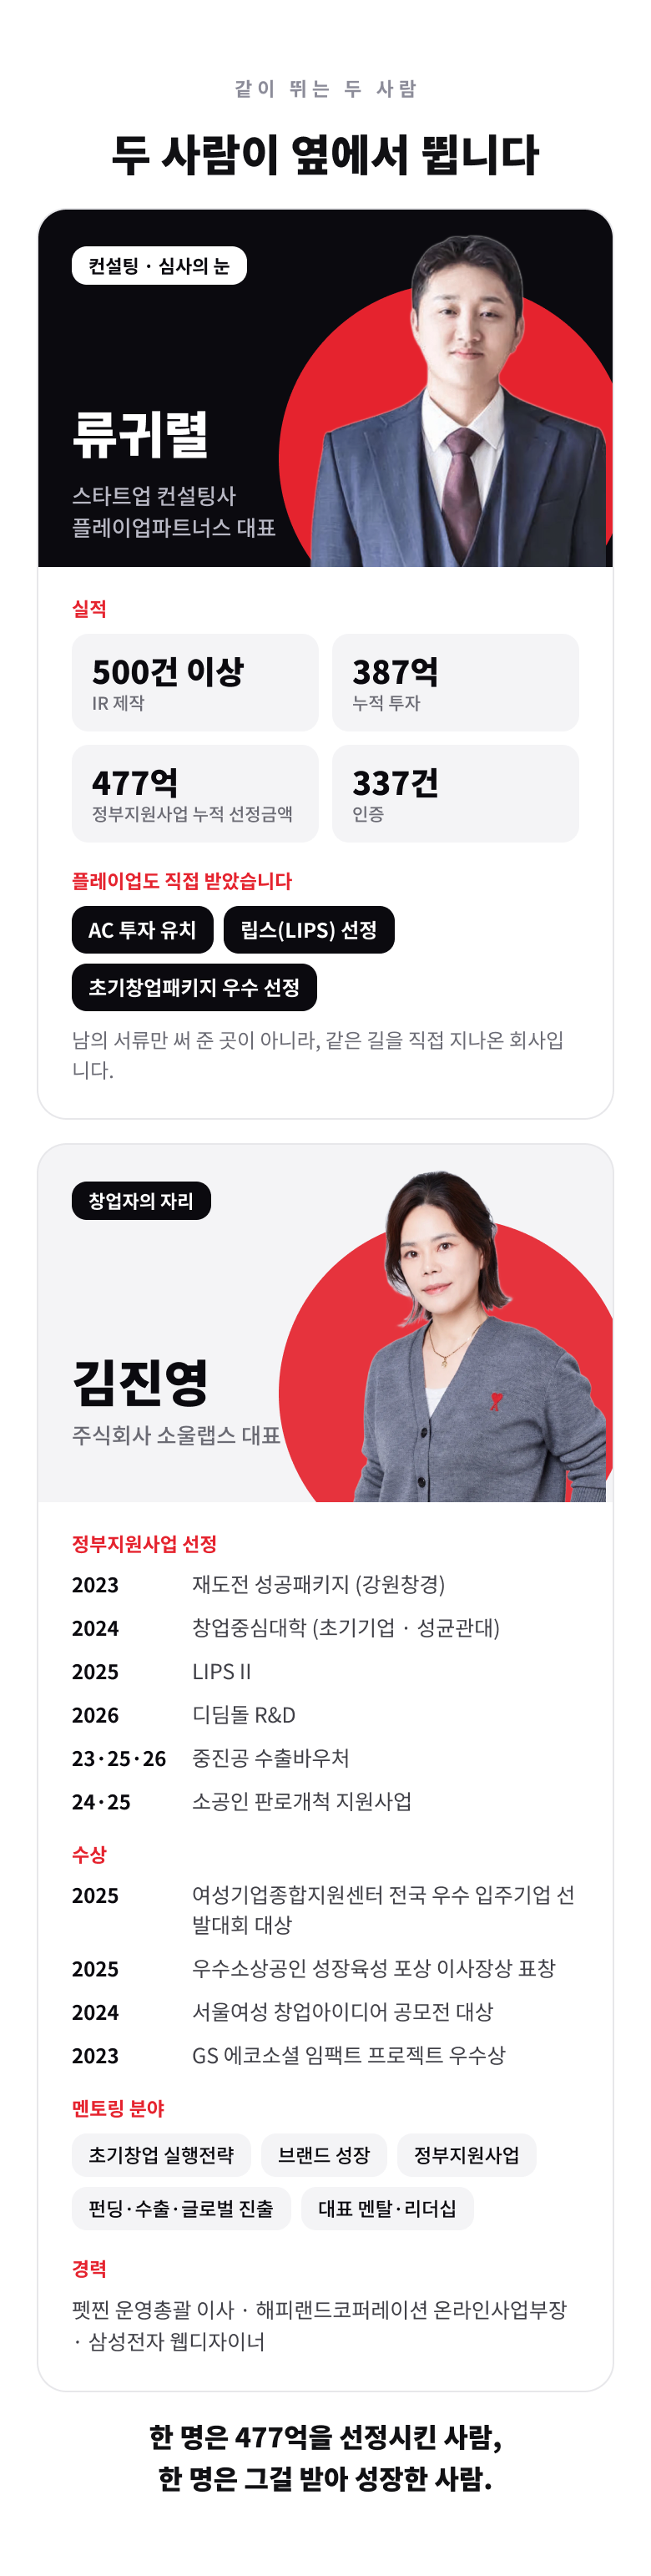 같이 뛰는 두 사람
두 사람이 옆에서 뜁니다
컨설팅 · 심사의 눈
류귀렬
스타트업 컨설팅사
플레이업파트너스 대표
실적
500건 이상
IR 제작
387억
누적 투자
477억
정부지원사업 누적 선정금액
337건
인증
플레이업도 직접 받았습니다
AC 투자 유치
립스(LIPS) 선정
초기창업패키지 우수 선정
남의 서류만 써 준 곳이 아니라, 같은 길을 직접 지나온 회사입
니다.
창업자의 자리
김진영
주식회사 소울랩스 대표
정부지원사업 선정
2023 재도전 성공패키지 (강원창경)
2024 창업중심대학 (초기기업 · 성균관대)
2025 LIPS II
2026 디딤돌 R&D
23·25·26 중진공 수출바우처
24·25 소공인 판로개척 지원사업
수상
2025 여성기업종합지원센터 전국 우수 입주기업 선
발대회 대상
2025 우수소상공인 성장육성 포상 이사장상 표창
2024 서울여성 창업아이디어 공모전 대상
2023 GS 에코소셜 임팩트 프로젝트 우수상
멘토링 분야
초기창업 실행전략
브랜드 성장
정부지원사업
펀딩·수출·글로벌 진출
대표 멘탈·리더십
경력
펫찐 운영총괄 이사 · 해피랜드코퍼레이션 온라인사업부장
· 삼성전자 웹디자이너
한 명은 477억을 선정시킨 사람,
한 명은 그걸 받아 성장한 사람.